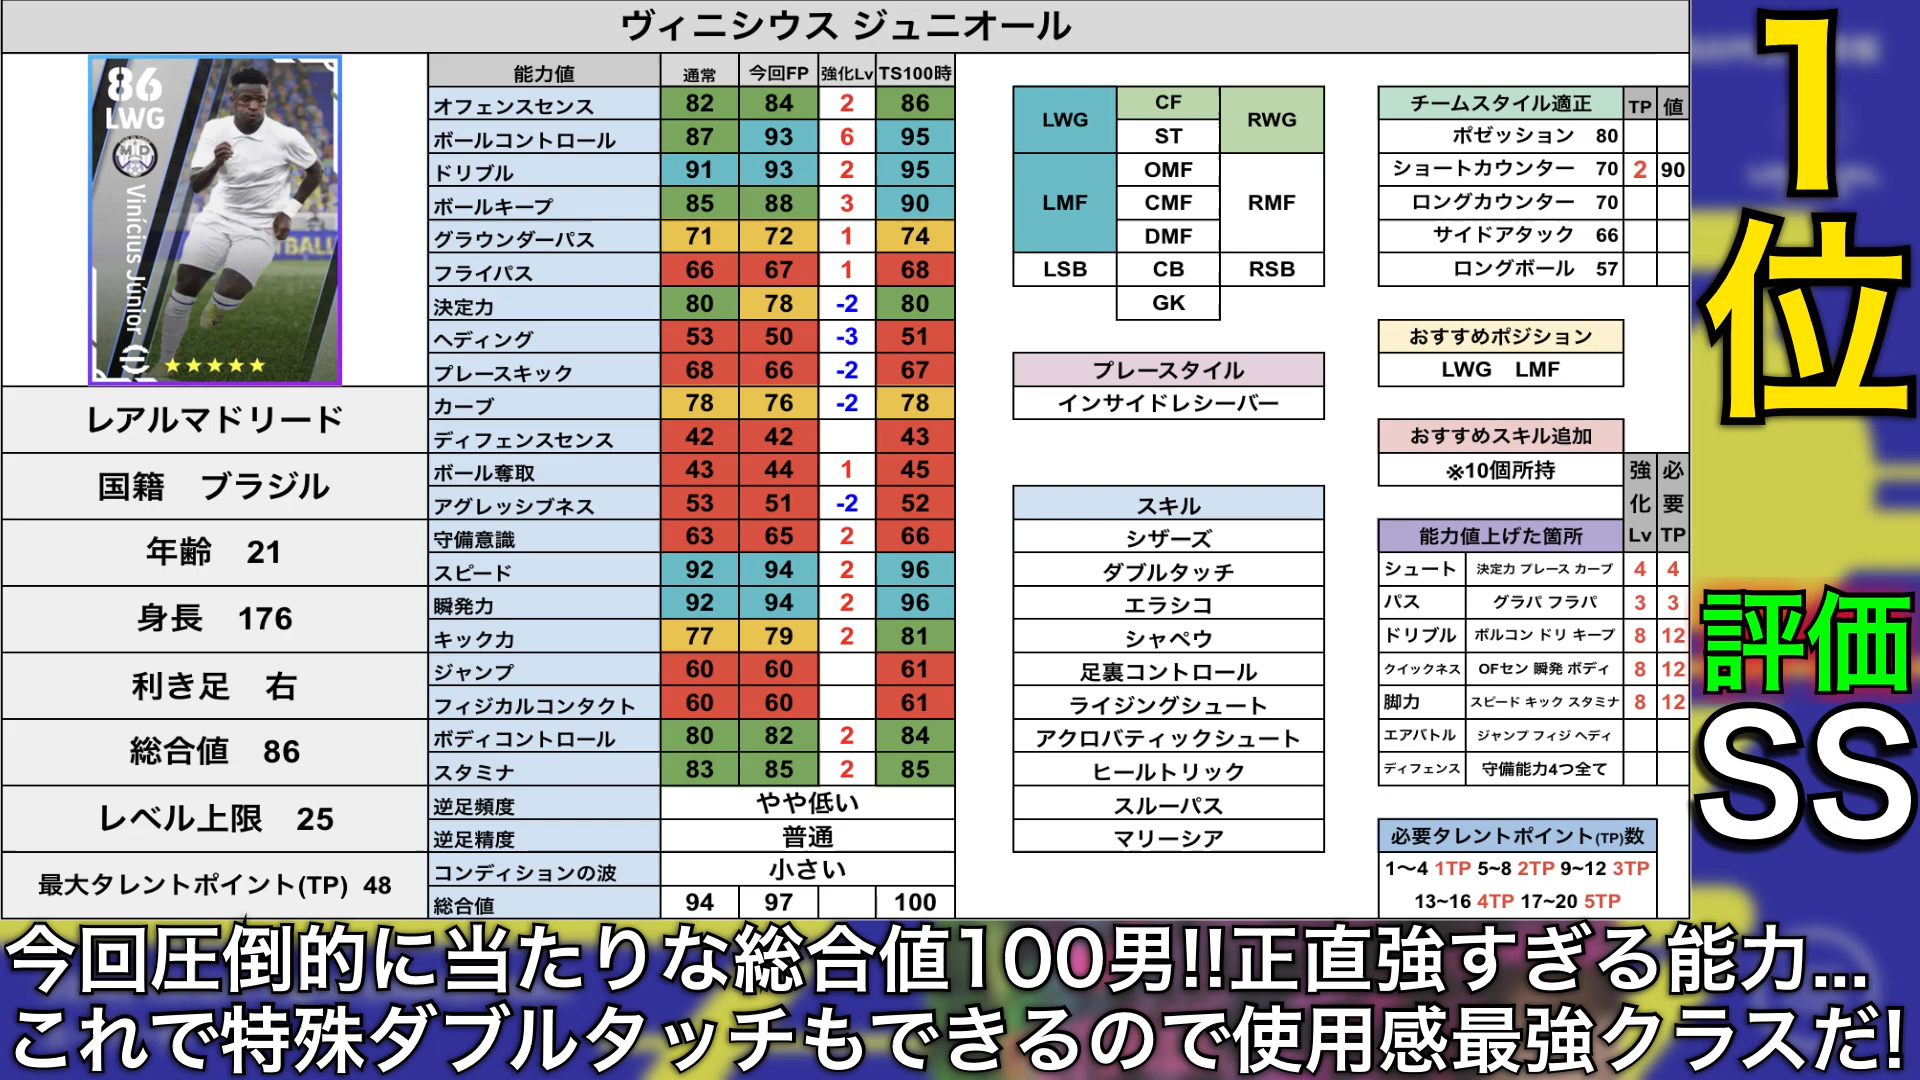 ヴィニシウス ジュニオール
86
LWG
MD
Vinícius Júnior
レアルマドリード
国籍 ブラジル
年齢 21
身長 176
利き足 右
総合値 86
レベル上限 25
最大タレントポイント(TP) 48
能力値 通常 今回FP 強化Lv TS100時
オフェンスセンス 82 84 2 86
ボールコントロール 87 93 6 95
ドリブル 91 93 2 95
ボールキープ 85 88 3 90
グラウンダーパス 71 72 1 74
フライパス 66 67 1 68
決定力 80 78 -2 80
ヘディング 53 50 -3 51
プレースキック 68 66 -2 67
カーブ 78 76 -2 78
ディフェンスセンス 42 42 43
ボール奪取 43 44 1 45
アグレッシブネス 53 51 -2 52
守備意識 63 65 2 66
スピード 92 94 2 96
瞬発力 92 94 2 96
キック力 77 79 2 81
ジャンプ 60 60 61
フィジカルコンタクト 60 60 61
ボディコントロール 80 82 2 84
スタミナ 83 85 2 85
逆足頻度 やや低い
逆足精度 普通
コンディションの波 小さい
総合値 94 97 100
LWG CF RWG
ST
LMF OMF RMF
CMF
DMF
LSB CB RSB
GK
プレースタイル
インサイドレシーバー
スキル
シザーズ
ダブルタッチ
エラシコ
シャペウ
足裏コントロール
ライジングシュート
アクロバティックシュート
ヒールトリック
スルーパス
マリーシア
チームスタイル適正 TP 値
ポゼッション 80
ショートカウンター 70 2 90
ロングカウンター 70
サイドアタック 66
ロングボール 57
おすすめポジション
LWG LMF
おすすめスキル追加
※10個所持
能力値上げた箇所 強化Lv 必要TP
シュート 決定力 プレース カーブ 4 4
パス グラパ フラパ 3 3
ドリブル ボルコン ドリ キープ 8 12
クイックネス OFセン 瞬発 ボディ 8 12
脚力 スピード キック スタミナ 8 12
エアバトル ジャンプ フィジ ヘディ
ディフェンス 守備能力4つ全て
必要タレントポイント(TP)数
1〜4 1TP 5~8 2TP 9~12 3TP
13~16 4TP 17~20 5TP
1位
評価
SS
今回圧倒的に当たりな総合値100男!!正直強すぎる能力...
これで特殊ダブルタッチもできるので使用感最強クラスだ!